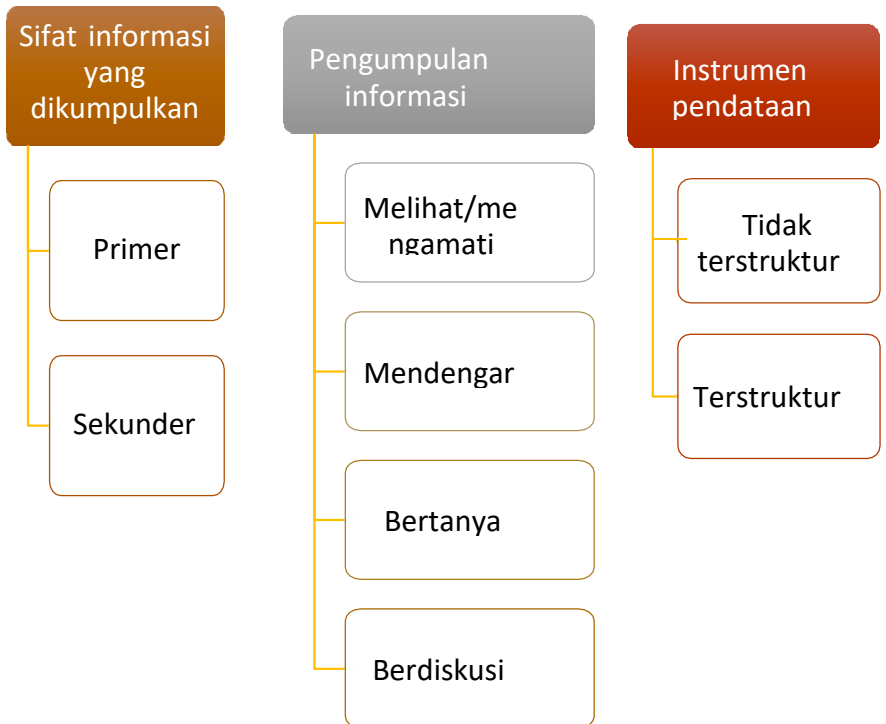 Sifat informasi
yang
dikumpulkan
Primer
Sekunder
Pengumpulan
informasi
Melihat/me
ngamati
Mendengar
Bertanya
Berdiskusi
Instrumen
pendataan
Tidak
terstruktur
Terstruktur